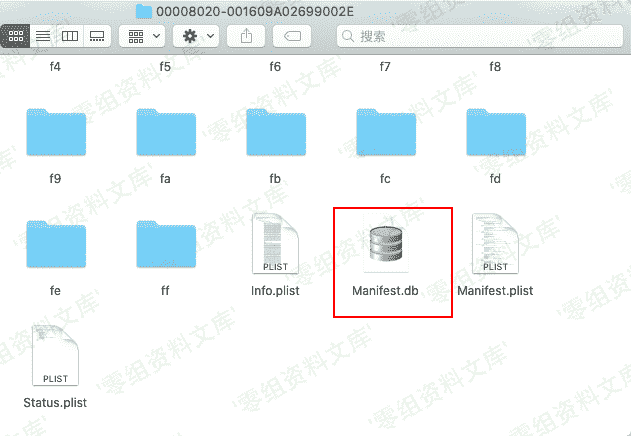 00008020-001609A02699002E
搜索
f4 f5 f6 f7 f8
f9 fa fb fc fd
PLIST PLIST
fe ff Info.plist Manifest.db Manifest.plist
PLIST
Status.plist
'零组资料文库'